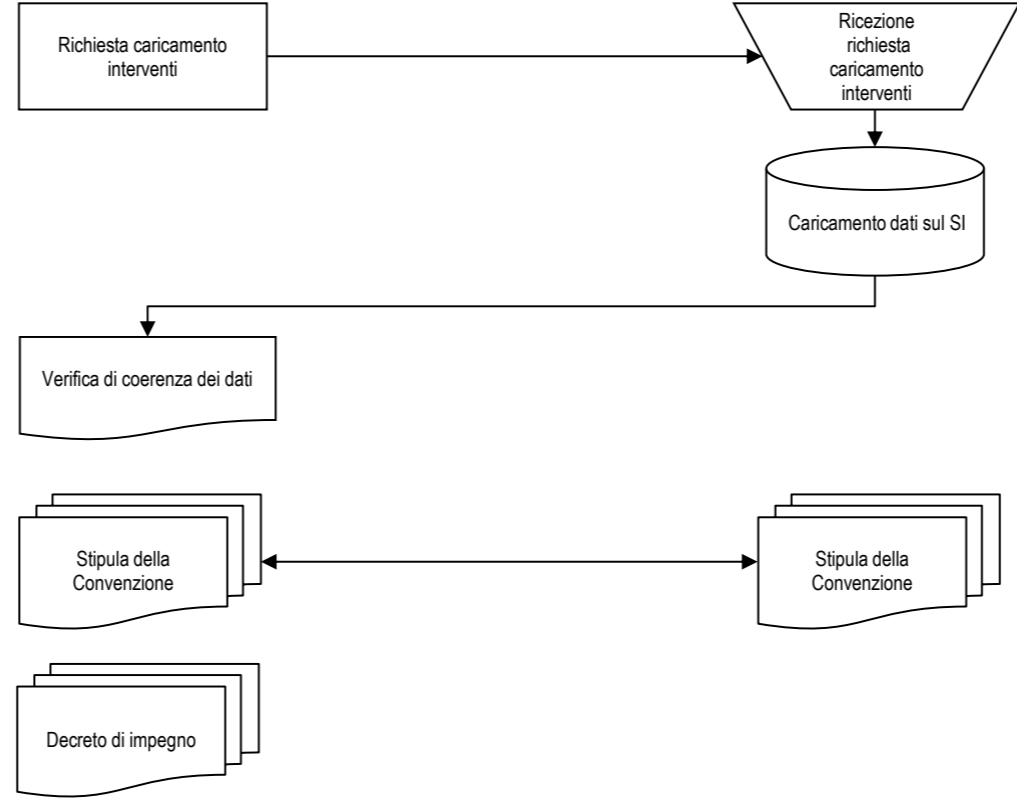 Richiesta caricamento
interventi
Ricezione
richiesta
caricamento
interventi
Caricamento dati sul SI
Verifica di coerenza dei dati
Stipula della
Convenzione
Stipula della
Convenzione
Decreto di impegno